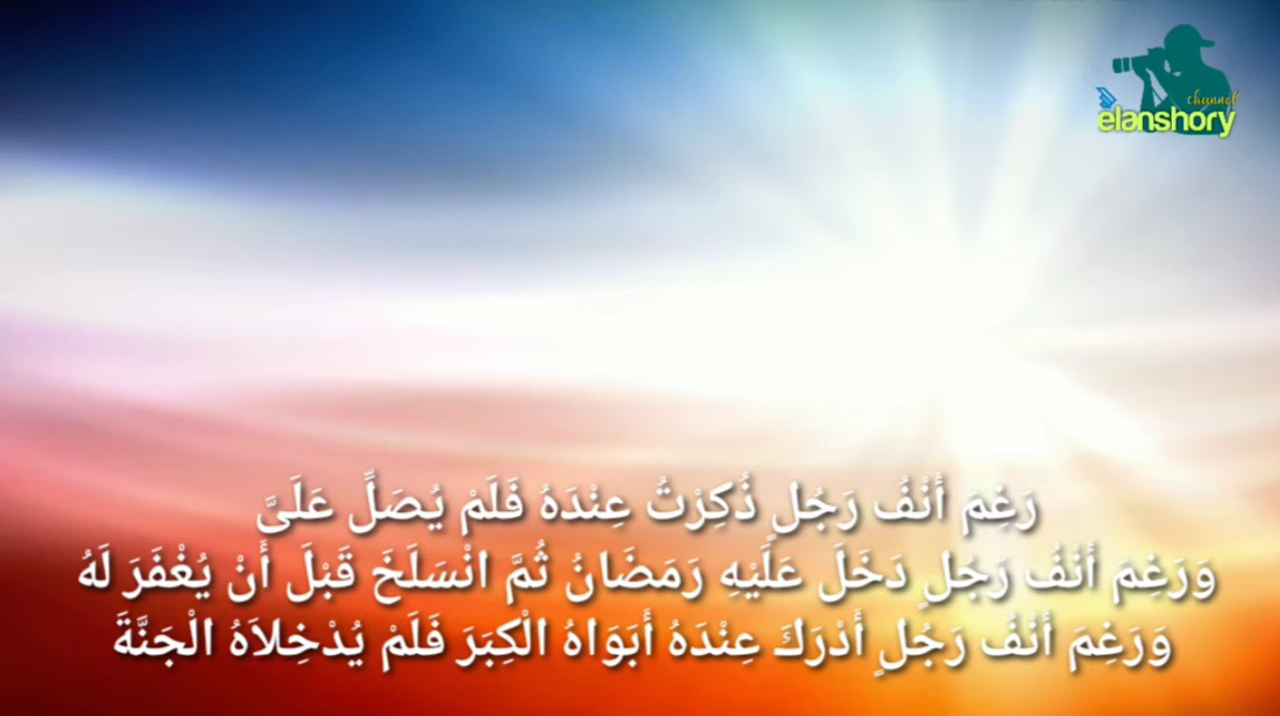 channel
elanshory
رَغِمَ أَنْفُ رَجُلٍ ذُكِرْتُ عِنْدَهُ فَلَمْ يُصَلِّ عَلَىَّ
وَرَغِمَ أَنْفُ رَجُلٍ دَخَلَ عَلَيْهِ رَمَضَانُ ثُمَّ انْسَلَخَ قَبْلَ أَنْ يُغْفَرَ لَهُ
وَرَغِمَ أَنْفُ رَجُلٍ أَدْرَكَ عِنْدَهُ أَبَوَاهُ الْكِبَرَ فَلَمْ يُدْخِلاَهُ الْجَنَّةَ